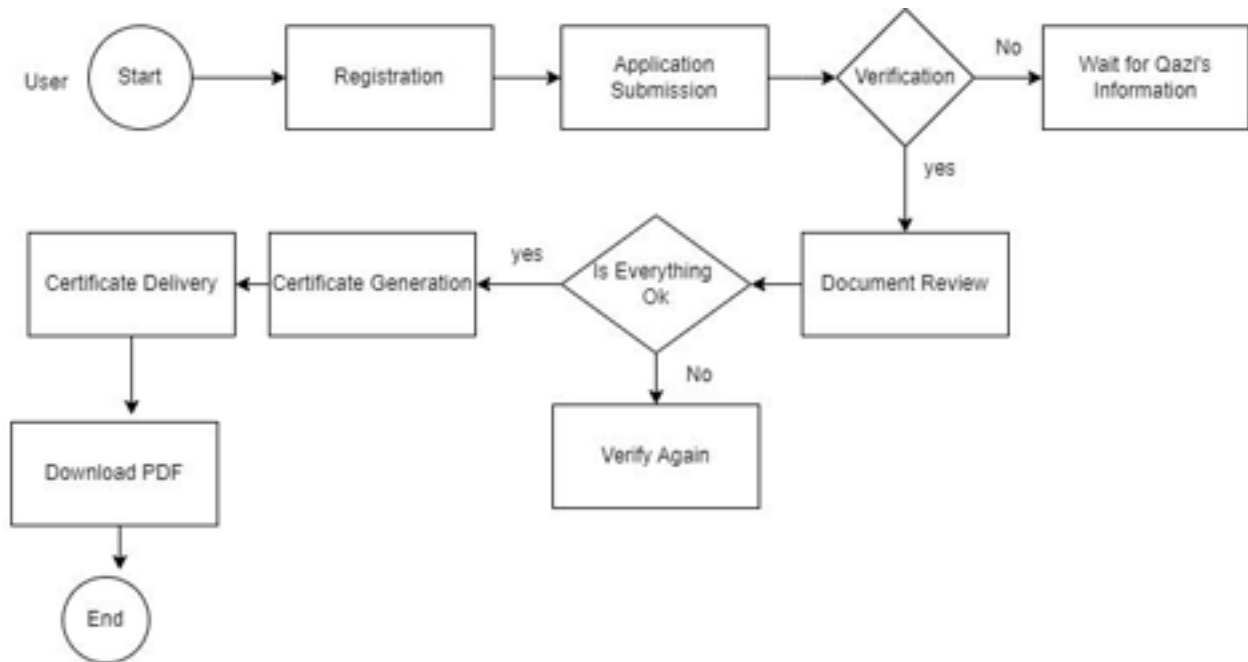 User
Start
Registration
Application
Submission
Verification
No
Wait for Qazi's
Information
yes
Document Review
Is Everything
Ok
yes
Certificate Generation
Certificate Delivery
No
Verify Again
Download PDF
End